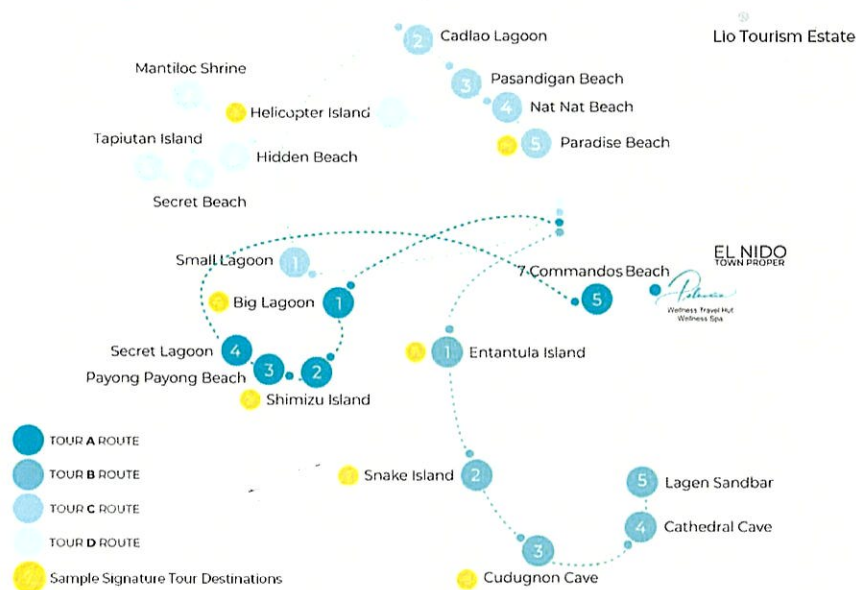 Lio Tourism Estate
2 Cadlao Lagoon
Mantiloc Shrine
3 Pasandigan Beach
Helicopter Island
4 Nat Nat Beach
Tapiutan Island
Hidden Beach
5 Paradise Beach
Secret Beach
Small Lagoon 1
7 Commandos Beach
EL NIDO
TOWN PROPER
Big Lagoon 1
5
Wellness Travel Hut
Wellness Spa
Secret Lagoon 4
1 Entantula Island
Payong Payong Beach 3
2
Shimizu Island
TOUR A ROUTE
TOUR B ROUTE
Snake Island 2
5 Lagen Sandbar
TOUR C ROUTE
4 Cathedral Cave
TOUR D ROUTE
3
Sample Signature Tour Destinations
Cudugnon Cave